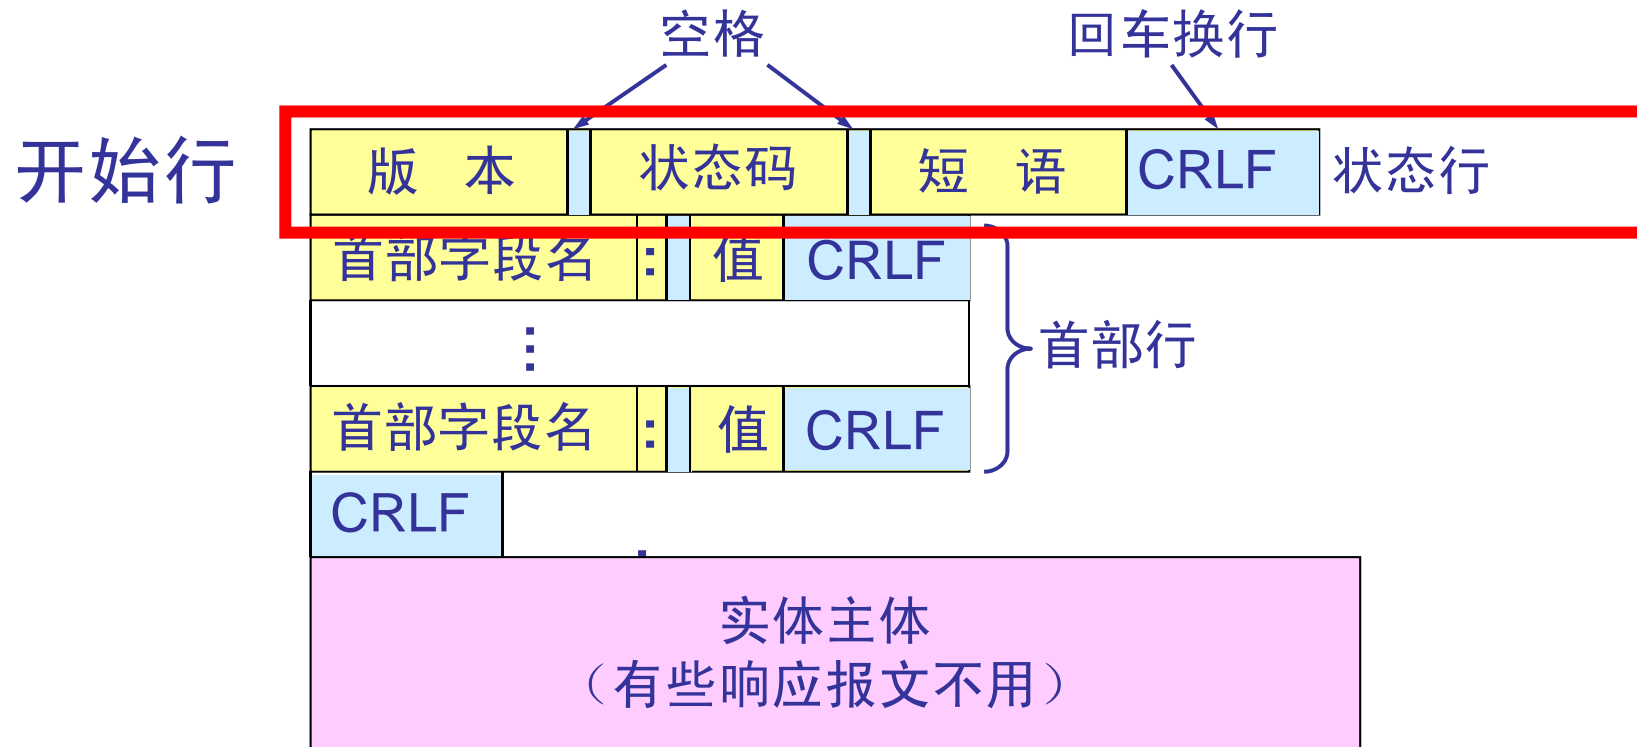 空格 回车换行
开始行 版 本 状态码 短 语 CRLF 状态行
首部字段名 : 值 CRLF
⋮ 首部行
首部字段名 : 值 CRLF
CRLF
实体主体
（有些响应报文不用）